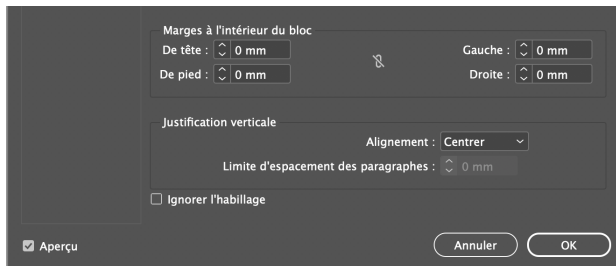 Marges à l'intérieur du bloc
De tête : 0 mm Gauche : 0 mm
De pied : 0 mm Droite : 0 mm
Justification verticale
Alignement : Centrer
Limite d'espacement des paragraphes : 0 mm
Ignorer l'habillage
Aperçu Annuler OK